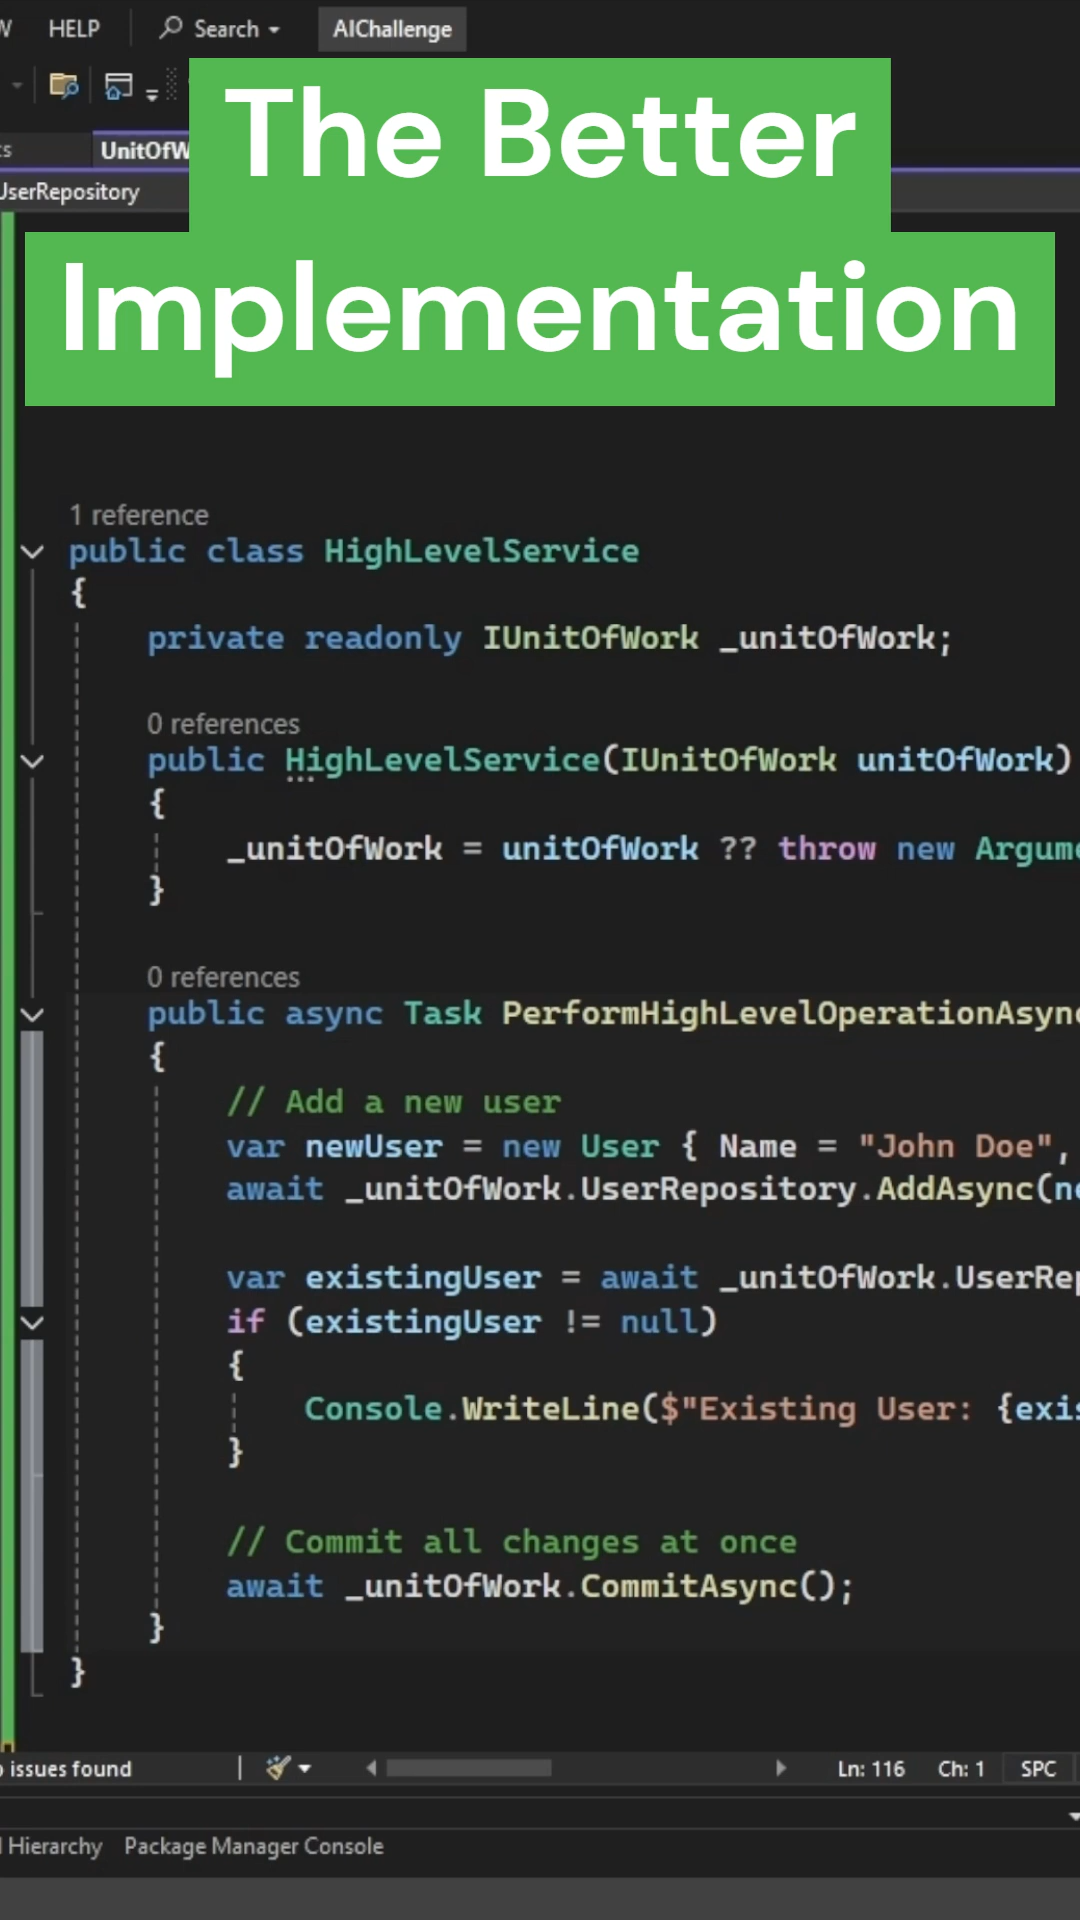 HELP Search AIChallenge
The Better
UnitOfW
UserRepository
Implementation
1 reference
public class HighLevelService
{
private readonly IUnitOfWork _unitOfWork;
0 references
public HighLevelService(IUnitOfWork unitOfWork)
{
_unitOfWork = unitOfWork ?? throw new Argume
}
0 references
public async Task PerformHighLevelOperationAsync
{
// Add a new user
var newUser = new User { Name = "John Doe",
await _unitOfWork.UserRepository.AddAsync(ne
var existingUser = await _unitOfWork.UserRep
if (existingUser != null)
{
Console.WriteLine($"Existing User: {exis
}
// Commit all changes at once
await _unitOfWork.CommitAsync();
}
}
issues found Ln: 116 Ch: 1 SPC
Hierarchy Package Manager Console